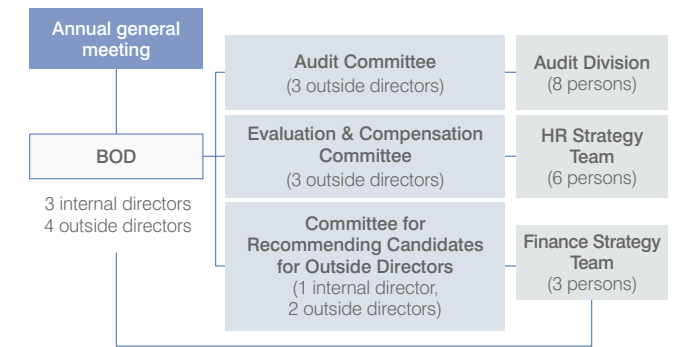 Annual general
meeting
BOD
3 internal directors
4 outside directors
Audit Committee
(3 outside directors)
Evaluation & Compensation
Committee
(3 outside directors)
Committee for
Recommending Candidates
for Outside Directors
(1 internal director,
2 outside directors)
Audit Division
(8 persons)
HR Strategy
Team
(6 persons)
Finance Strategy
Team
(3 persons)